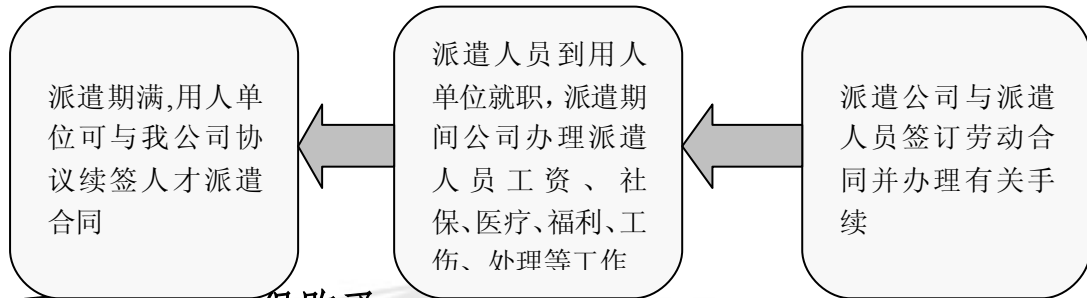 派遣期满,用人单
位可与我公司协
议续签人才派遣
合同
派遣人员到用人
单位就职，派遣期
间公司办理派遣
人员工资、社
保、医疗、福利、工
伤、处理等工作
派遣公司与派遣
人员签订劳动合
同并办理有关手
续